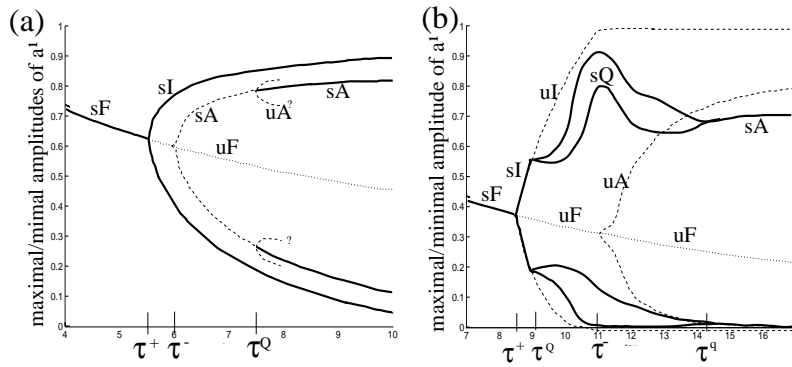 (a)
maximal/mimal amplitudes of a¹
1
0.9
0.8
0.7
0.6
0.5
0.4
0.3
0.2
0.1
0
sF
sI
sA
uA?
sA
uF
?
4 5 6 7 8 9 10
τ⁺ τ⁻ τ^Q
(b)
maximal/minimal amplitude of a¹
1
0.9
0.8
0.7
0.6
0.5
0.4
0.3
0.2
0.1
0
uI
sQ
sA
sI
uA
sF
uF
uF
7 8 9 10 11 12 13 14 15 16
τ⁺ τ^Q τ⁻ τ^q